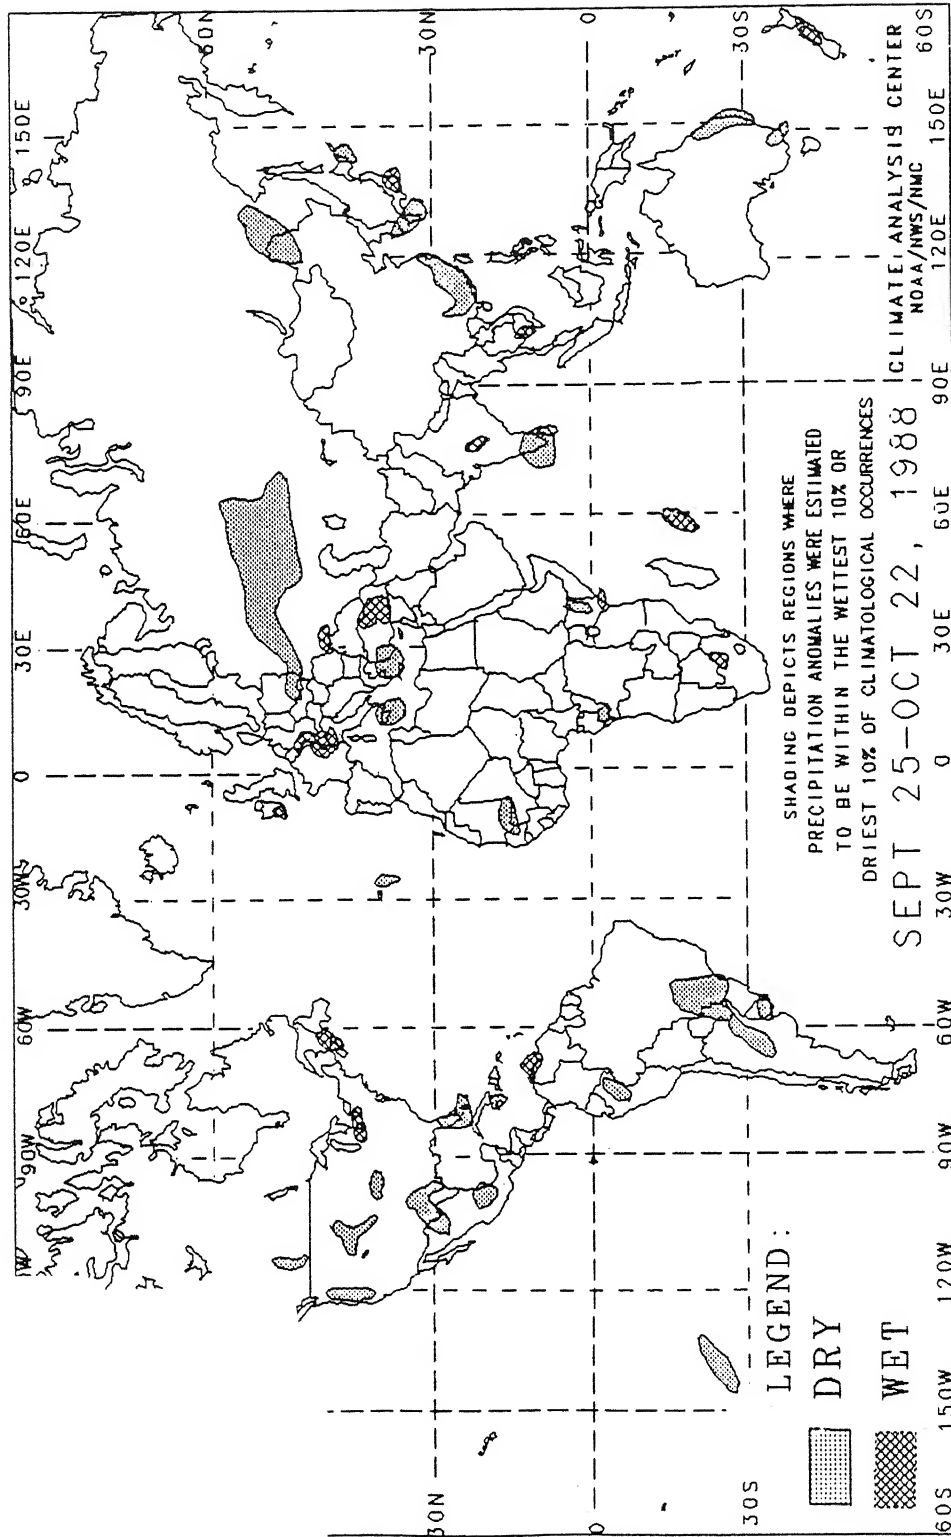 W 90W 60W 30W 0 30E 60E 90E 120E 150E
60N
30N 30N
0 0
SHADING DEPICTS REGIONS WHERE
PRECIPITATION ANOMALIES WERE ESTIMATED
TO BE WITHIN THE WETTEST 10% OR
DRIEST 10% OF CLIMATOLOGICAL OCCURRENCES
30S 30S
LEGEND:
DRY
WET
SEPT 25-OCT 22, 1988
CLIMATE ANALYSIS CENTER
NOAA/NWS/NMC
60S 60S
150W 120W 90W 60W 30W 0 30E 60E 90E 120E 150E